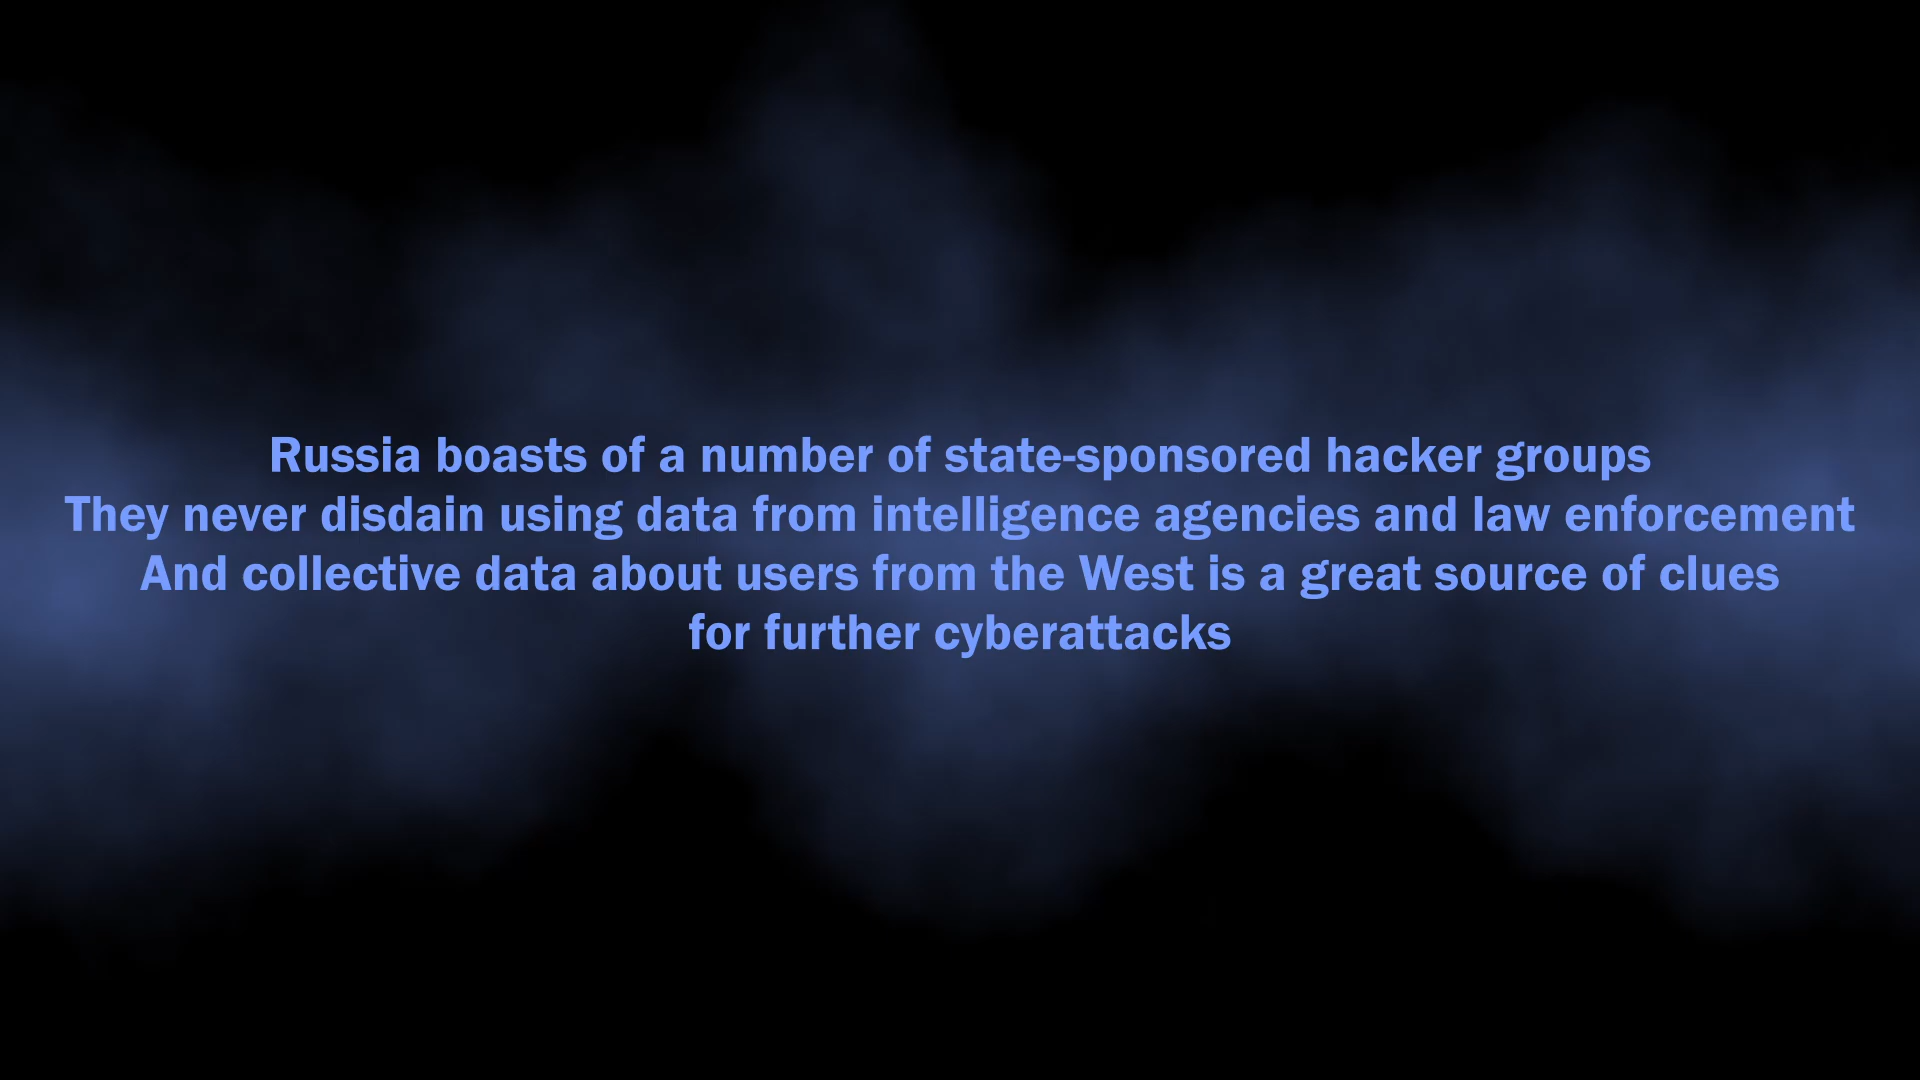 Russia boasts of a number of state-sponsored hacker groups
They never disdain using data from intelligence agencies and law enforcement
And collective data about users from the West is a great source of clues
for further cyberattacks